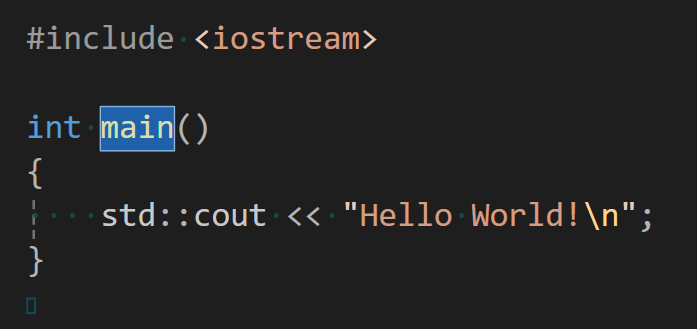 #include <iostream>

int main()
{
    std::cout << "Hello World!\n";
}